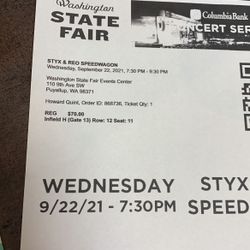 Washington
STATE
FAIR
ColumbiaBank
CERT SER
STYX & REO SPEEDWAGON
Wednesday, September 22, 2021, 7:30 PM - 9:30 PM
Washington State Fair Events Center
110 9th Ave SW
Puyallup, WA 98371
Howard Quint, Order ID: 868736, Ticket Qty: 1
REG $70.00
Infield H (Gate 13) Row: 12 Seat: 11
WEDNESDAY
9/22/21 - 7:30PM
STYX
SPEED